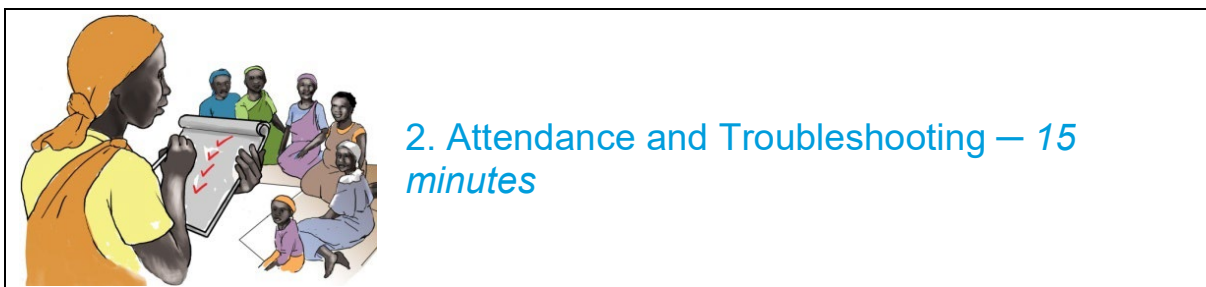 2. Attendance and Troubleshooting — 15
minutes